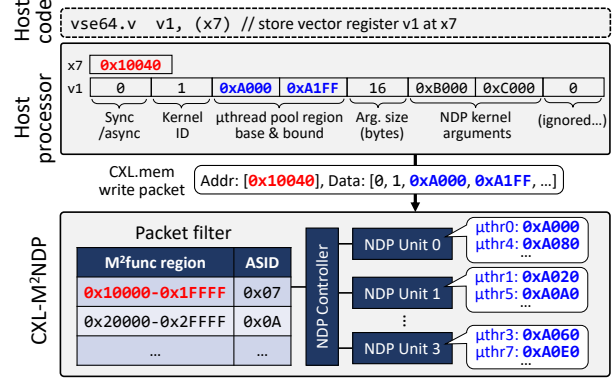 Host code
vse64.v v1, (x7) // store vector register v1 at x7
Host processor
x7 0x10040
v1 0 1 0xA000 0xA1FF 16 0xB000 0xC000 0
Sync /async
Kernel ID
μthread pool region base & bound
Arg. size (bytes)
NDP kernel arguments
(ignored...)
CXL.mem write packet
Addr: [0x10040], Data: [0, 1, 0xA000, 0xA1FF, …]
CXL-M²NDP
Packet filter
M²func region ASID
0x10000-0x1FFFF 0x07
0x20000-0x2FFFF 0x0A
… …
NDP Controller
NDP Unit 0
μthr0: 0xA000
μthr4: 0xA080
…
NDP Unit 1
μthr1: 0xA020
μthr5: 0xA0A0
⋮
…
NDP Unit 3
μthr3: 0xA060
μthr7: 0xA0E0
…